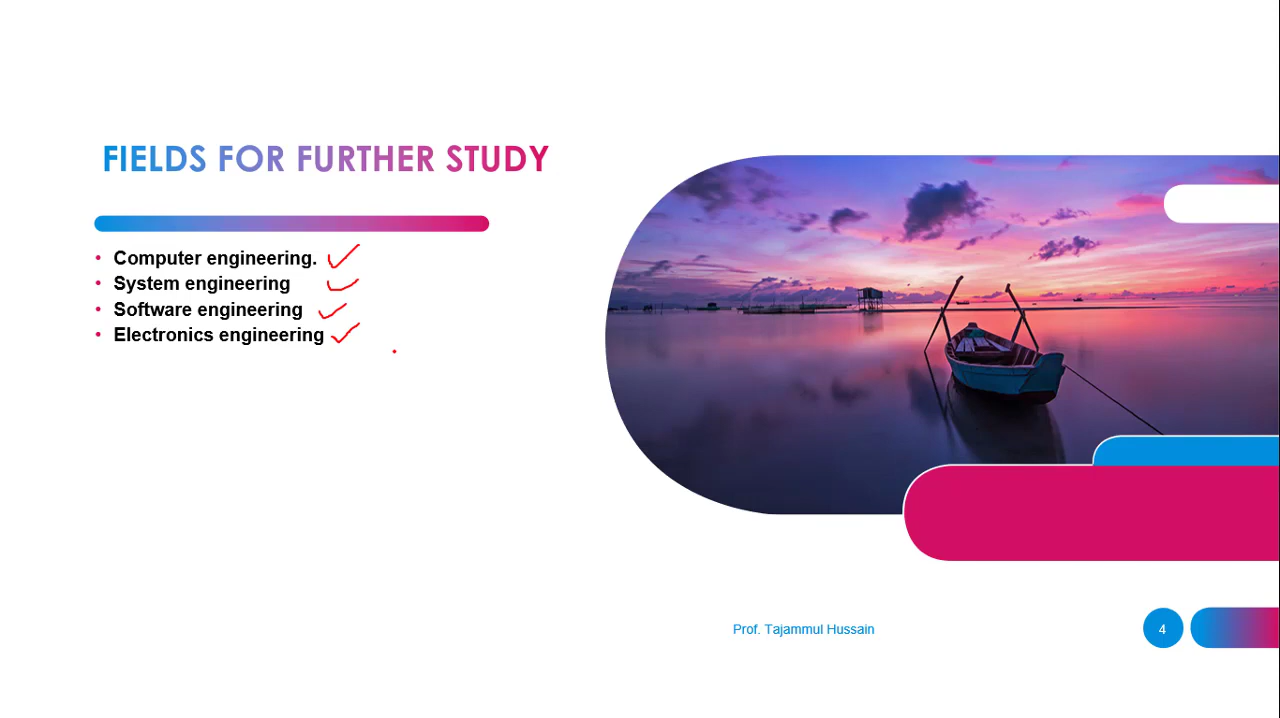 FIELDS FOR FURTHER STUDY
• Computer engineering.
• System engineering
• Software engineering
• Electronics engineering
Prof. Tajammul Hussain
4